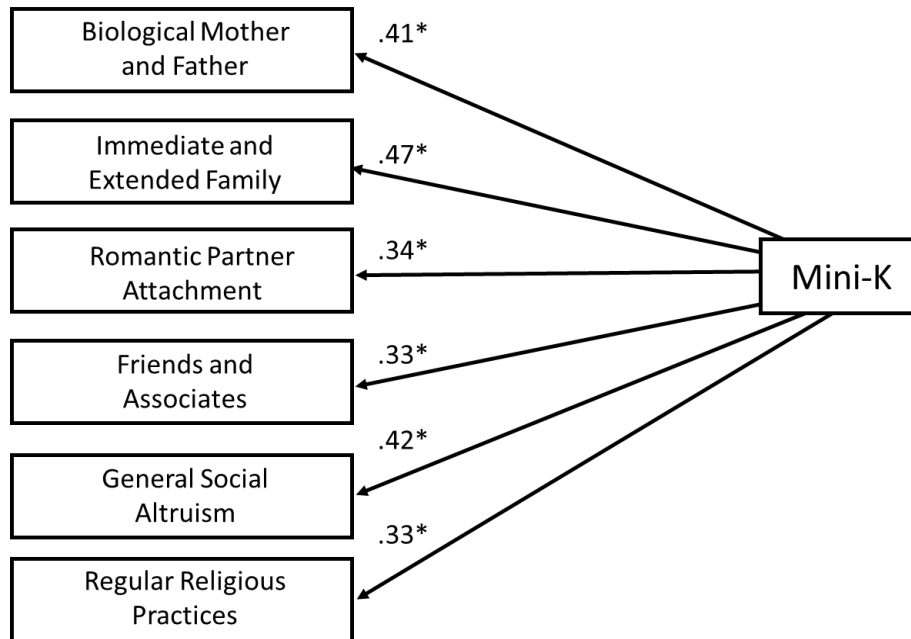 Biological Mother
and Father
.41*
Immediate and
Extended Family
.47*
Romantic Partner
Attachment
.34*
Friends and
Associates
.33*
General Social
Altruism
.42*
Regular Religious
Practices
.33*
Mini-K